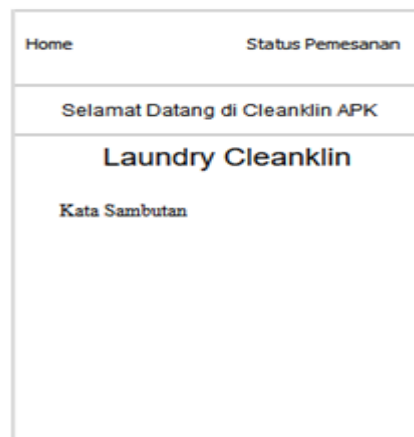 Home Status Pemesanan
Selamat Datang di Cleanklin APK
Laundry Cleanklin
Kata Sambutan